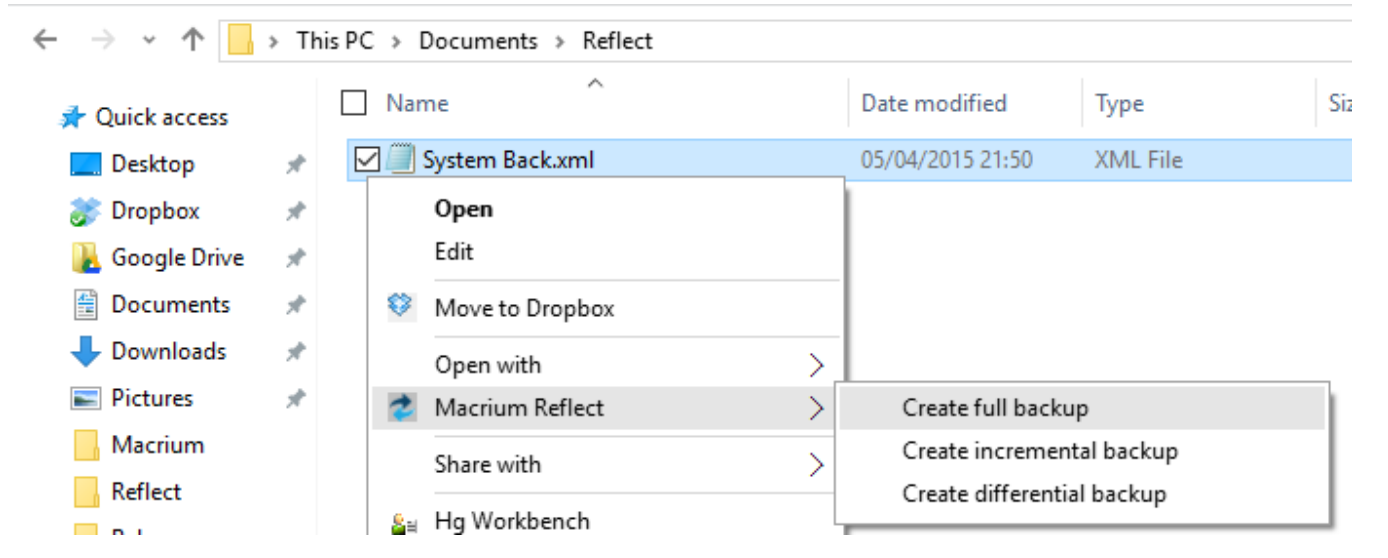 This PC > Documents > Reflect
Name Date modified Type
Quick access
System Back.xml 05/04/2015 21:50 XML File
Desktop
Dropbox
Google Drive
Documents
Downloads
Pictures
Macrium
Reflect
Open
Edit
Move to Dropbox
Open with
Macrium Reflect
Share with
Hg Workbench
Create full backup
Create incremental backup
Create differential backup